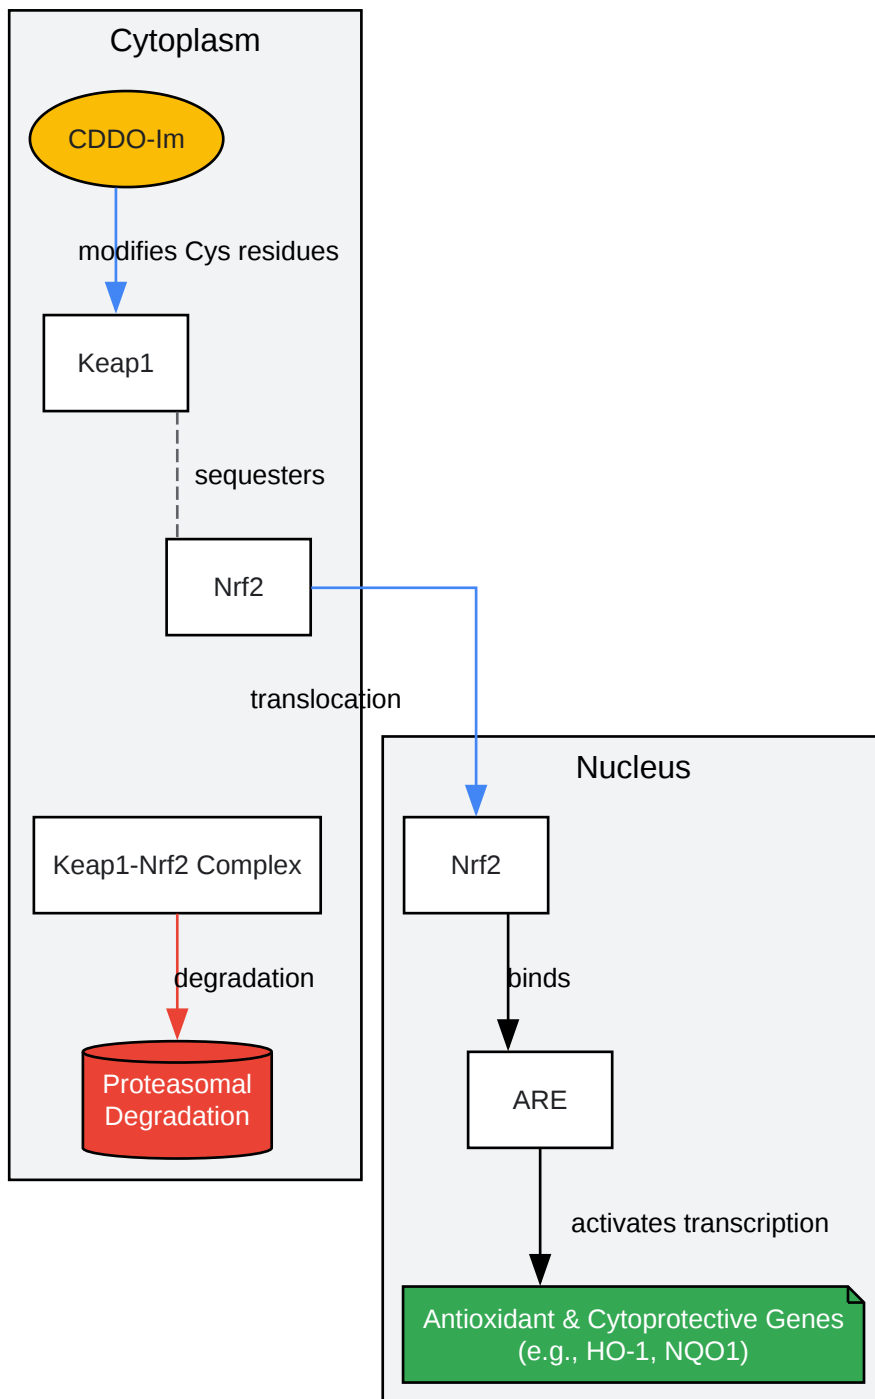 Cytoplasm
CDDO-Im
modifies Cys residues
Keap1
sequesters
Nrf2
translocation
Keap1-Nrf2 Complex
degradation
Proteasomal
Degradation
Nucleus
Nrf2
binds
ARE
activates transcription
Antioxidant & Cytoprotective Genes
(e.g., HO-1, NQO1)